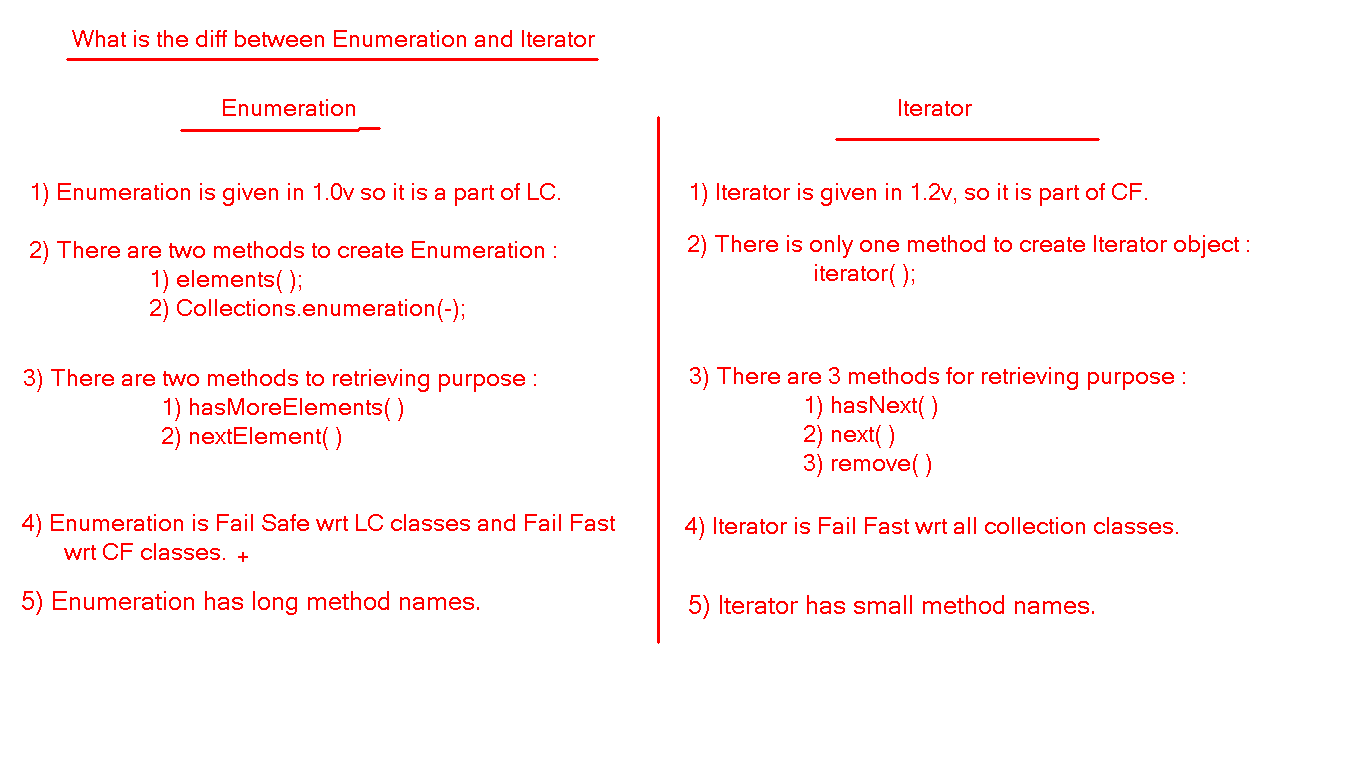 What is the diff between Enumeration and Iterator
Enumeration
1) Enumeration is given in 1.0v so it is a part of LC.
2) There are two methods to create Enumeration :
1) elements( );
2) Collections.enumeration(-);
3) There are two methods to retrieving purpose :
1) hasMoreElements( )
2) nextElement( )
4) Enumeration is Fail Safe wrt LC classes and Fail Fast
wrt CF classes.
5) Enumeration has long method names.
Iterator
1) Iterator is given in 1.2v, so it is part of CF.
2) There is only one method to create Iterator object :
iterator( );
3) There are 3 methods for retrieving purpose :
1) hasNext( )
2) next( )
3) remove( )
4) Iterator is Fail Fast wrt all collection classes.
5) Iterator has small method names.